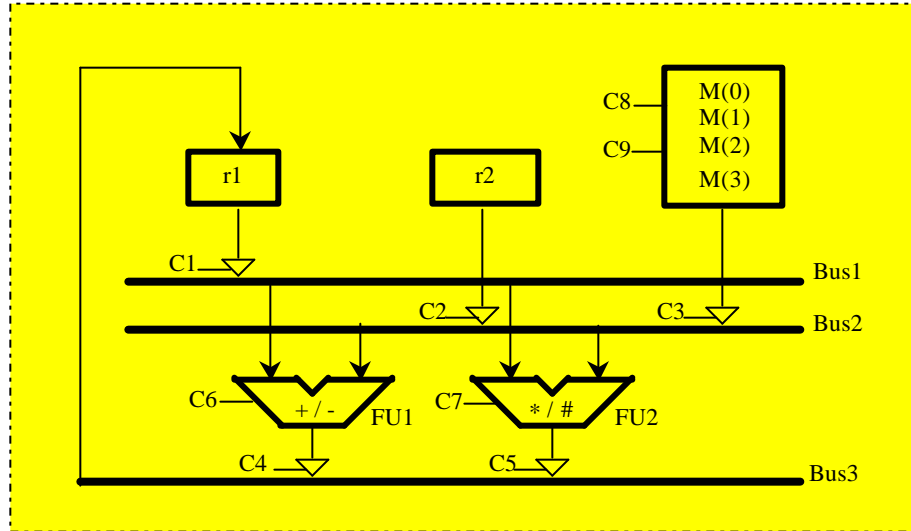 M(0)
C8
M(1)
M(2)
C9
M(3)
r1
r2
C1
Bus1
C2
C3
Bus2
C6
+ / -
FU1
C7
* / #
FU2
C4
C5
Bus3